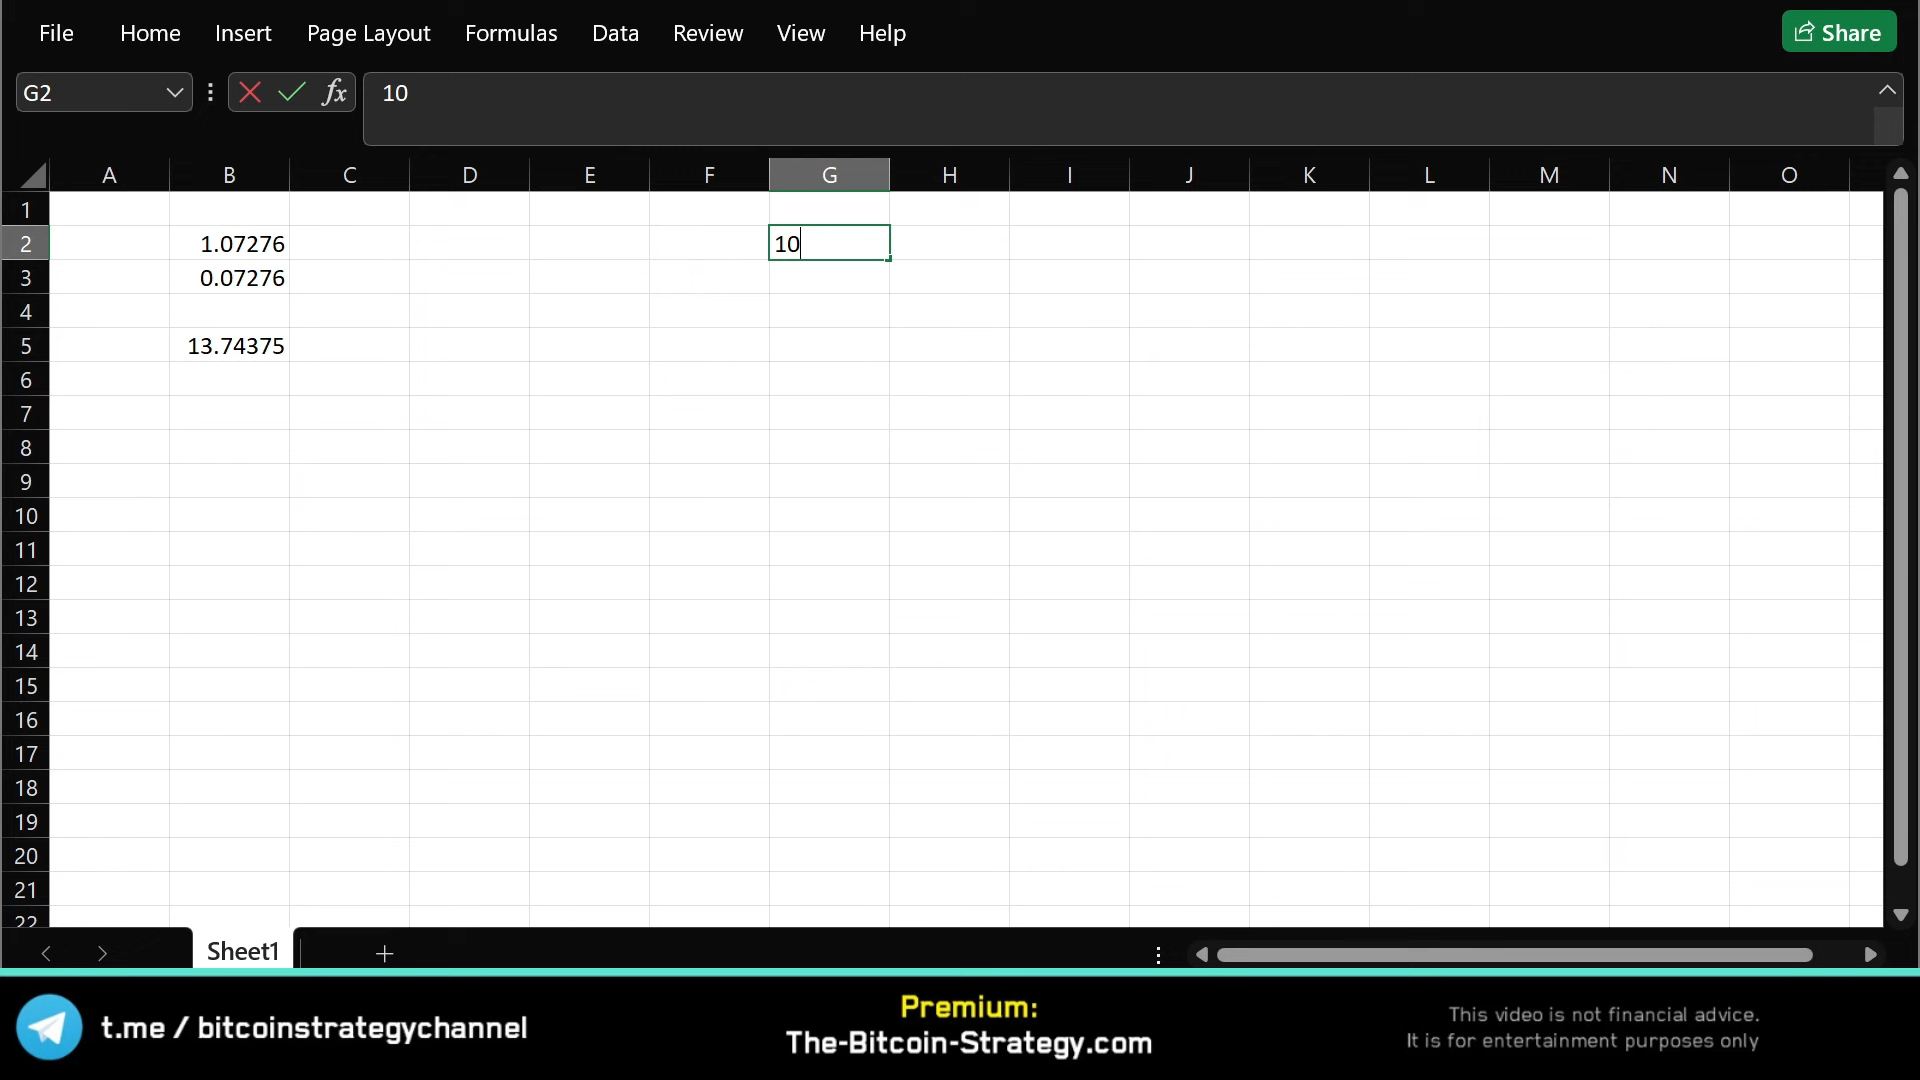 File Home Insert Page Layout Formulas Data Review View Help Share
G2 fx 10
A B C D E F G H I J K L M N O
1
2 1.07276 10
3 0.07276
4
5 13.74375
6
7
8
9
10
11
12
13
14
15
16
17
18
19
20
21
22
Sheet1
t.me / bitcoinstrategychannel
Premium:
The-Bitcoin-Strategy.com
This video is not financial advice.
It is for entertainment purposes only